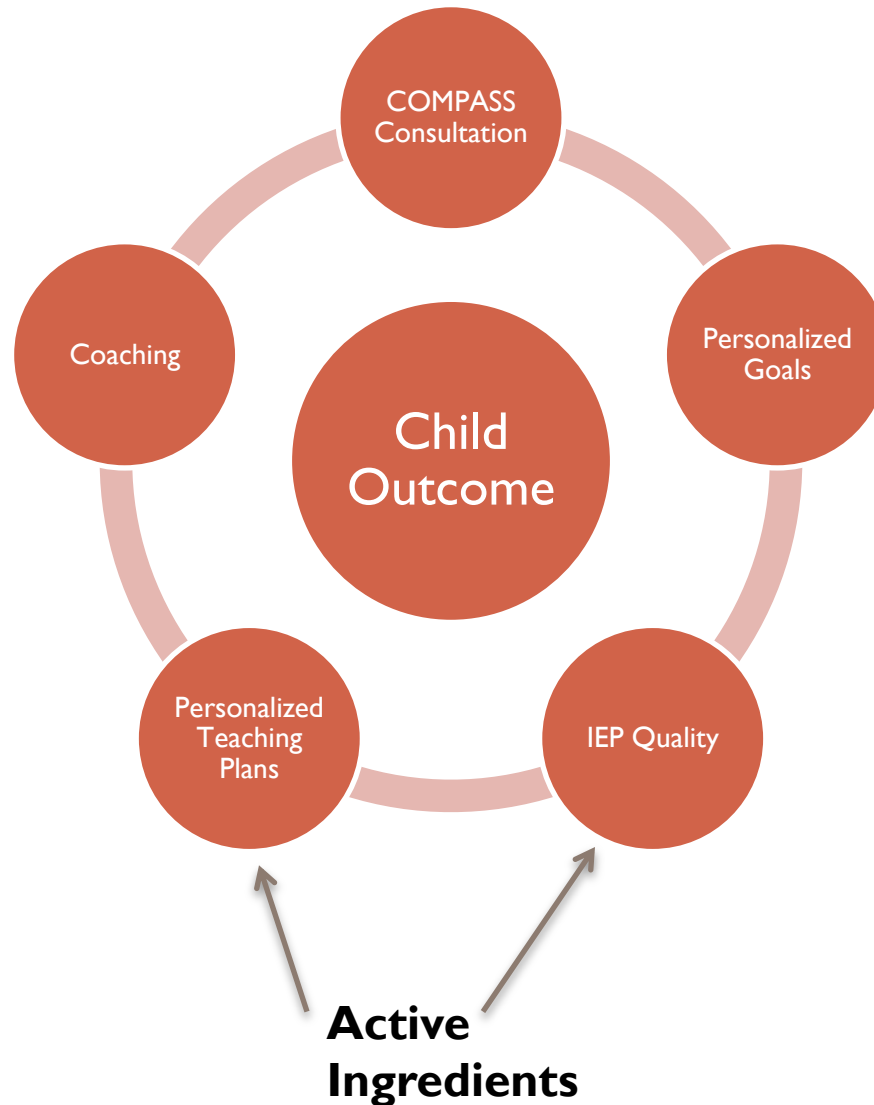 COMPASS
Consultation
Coaching
Personalized
Goals
Child
Outcome
Personalized
Teaching
Plans
IEP Quality
Active
Ingredients